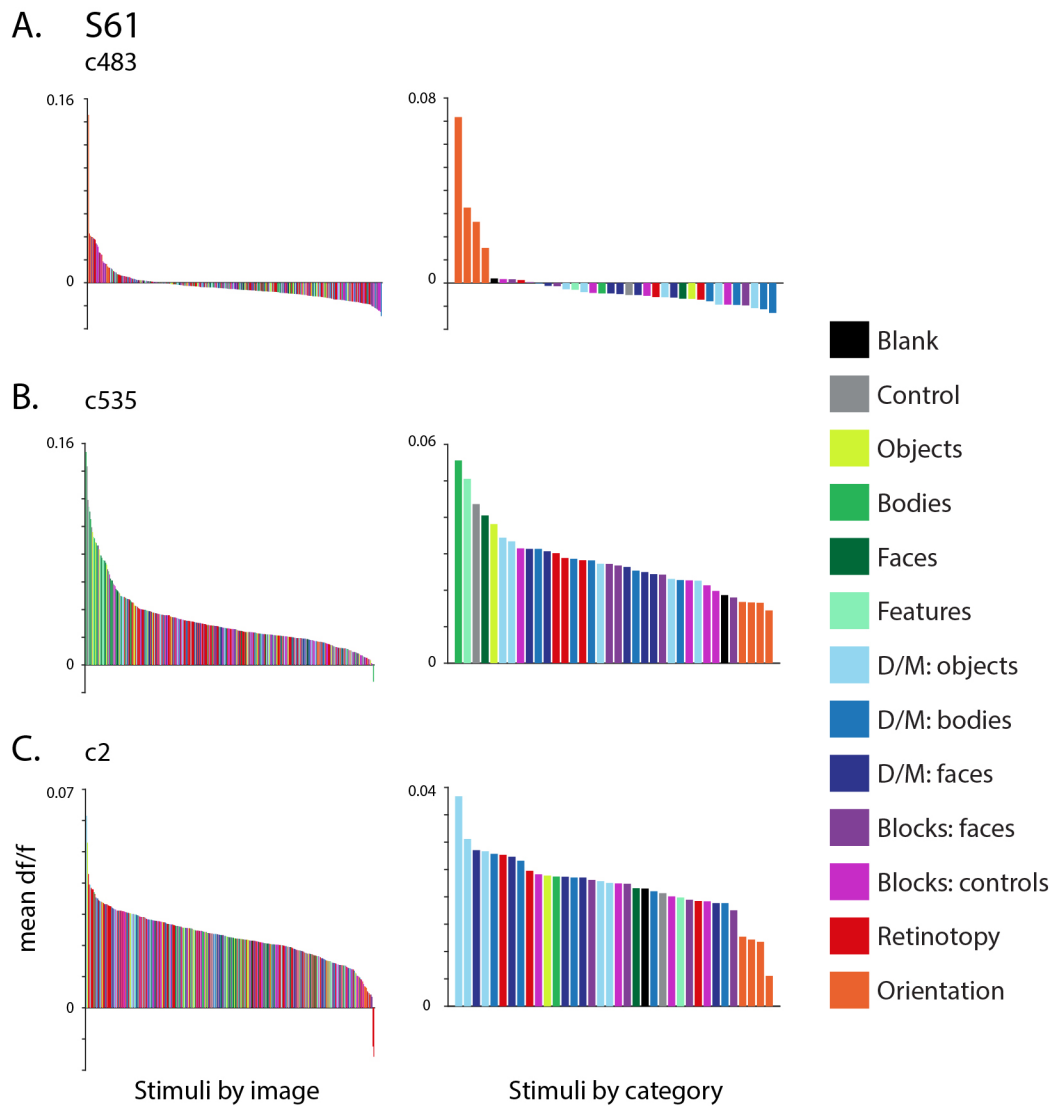 A. S61
c483
0.16
0
0.08
0
B. c535
0.16
0
0.06
0
C. c2
0.07
0
mean df/f
0.04
0
Stimuli by image
Stimuli by category
Blank
Control
Objects
Bodies
Faces
Features
D/M: objects
D/M: bodies
D/M: faces
Blocks: faces
Blocks: controls
Retinotopy
Orientation